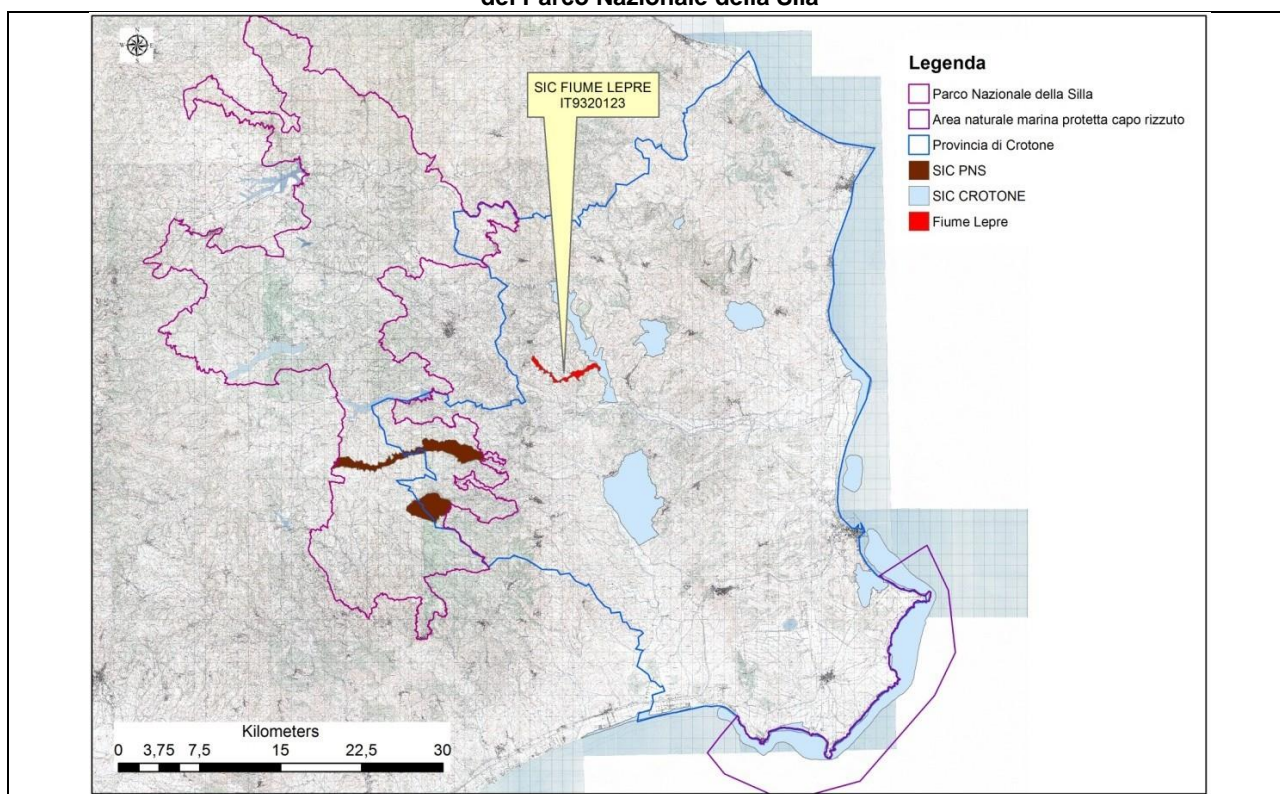 del Parco Nazionale della Sila
N
W E
S
SIC FIUME LEPRE
IT9320123
Legenda
Parco Nazionale della Silla
Area naturale marina protetta capo rizzuto
Provincia di Crotone
SIC PNS
SIC CROTONE
Fiume Lepre
Kilometers
0 3,75 7,5 15 22,5 30